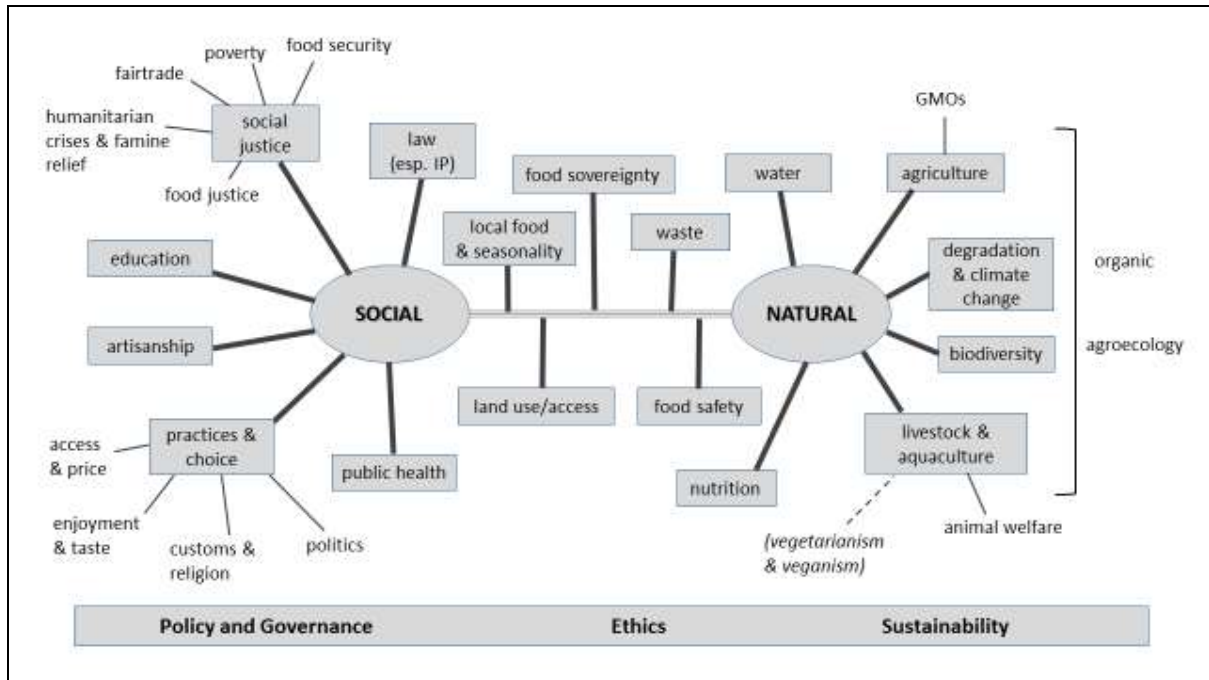 poverty
food security
fairtrade
humanitarian
crises & famine
relief
social
justice
food justice
law
(esp. IP)
food sovereignty
local food
& seasonality
waste
water
GMOs
agriculture
education
artisanship
SOCIAL
NATURAL
degradation
& climate
change
biodiversity
organic
agroecology
land use/access
food safety
practices &
choice
access
& price
enjoyment
& taste
customs &
religion
politics
public health
nutrition
livestock &
aquaculture
animal welfare
(vegetarianism
& veganism)
Policy and Governance
Ethics
Sustainability